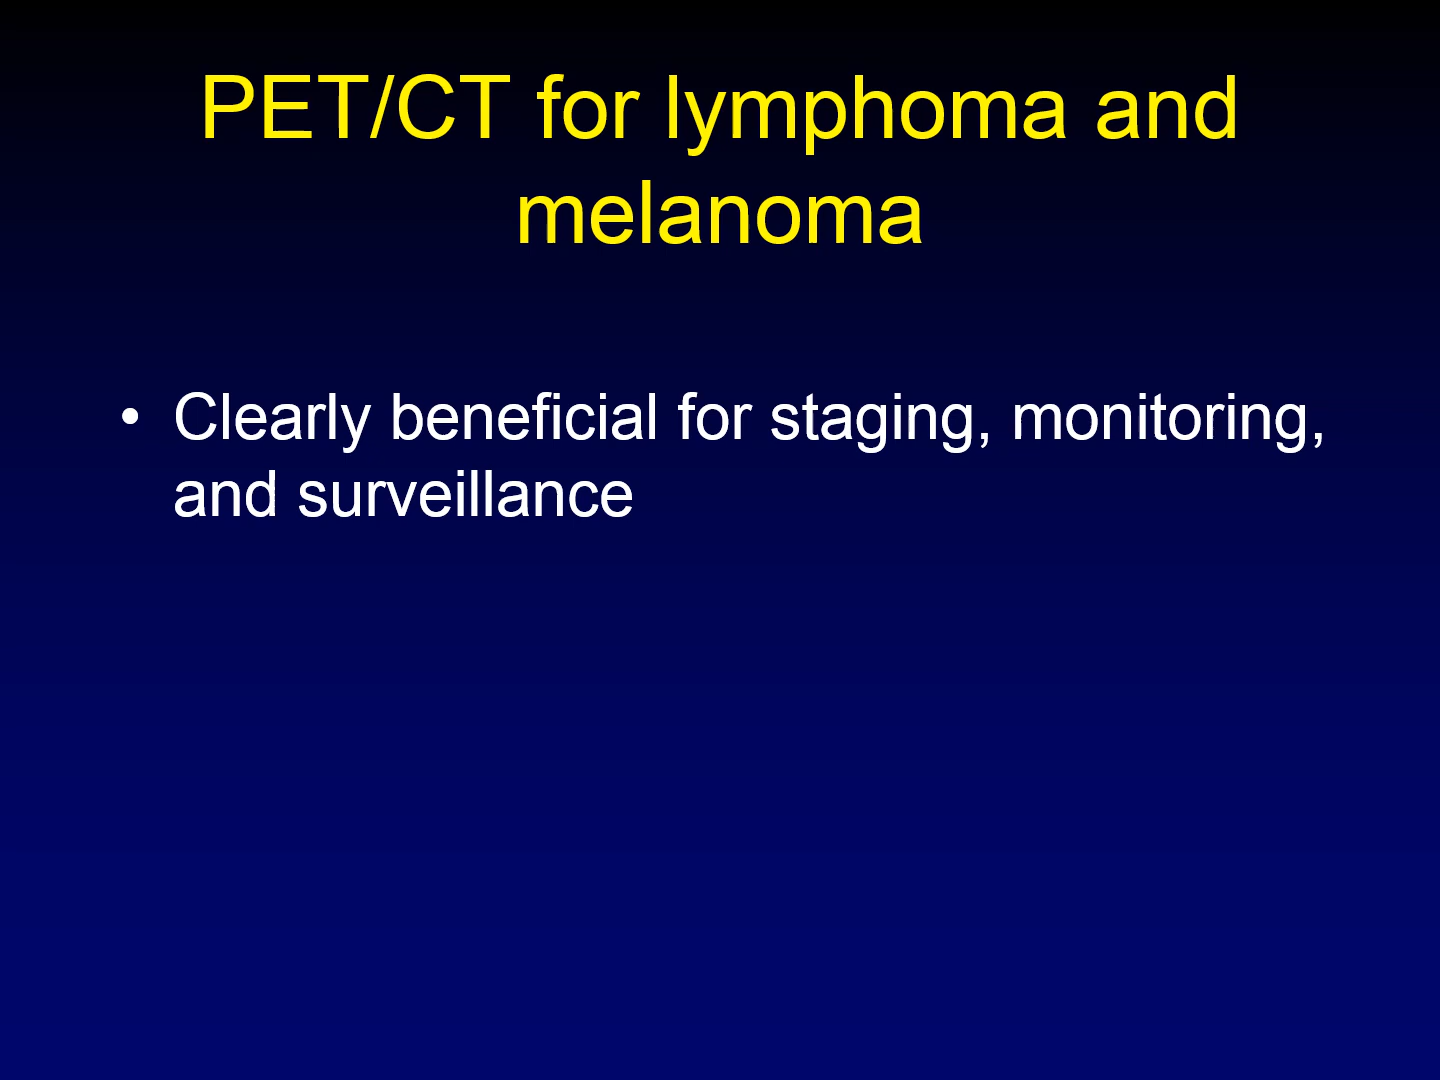 PET/CT for lymphoma and
melanoma
• Clearly beneficial for staging, monitoring,
and surveillance